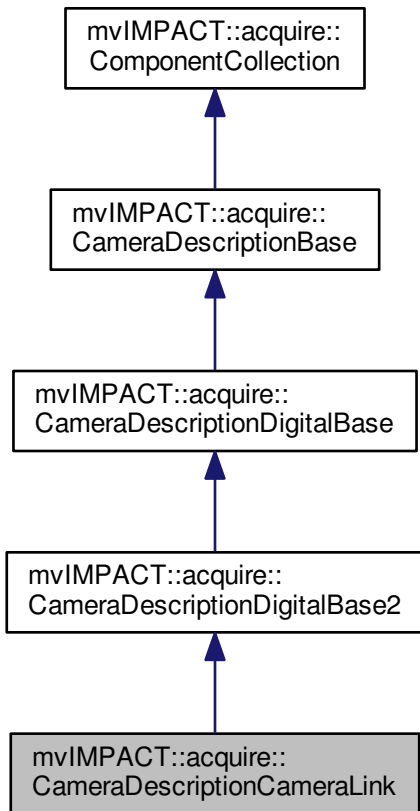 mvIMPACT::acquire::
ComponentCollection
mvIMPACT::acquire::
CameraDescriptionBase
mvIMPACT::acquire::
CameraDescriptionDigitalBase
mvIMPACT::acquire::
CameraDescriptionDigitalBase2
mvIMPACT::acquire::
CameraDescriptionCameraLink